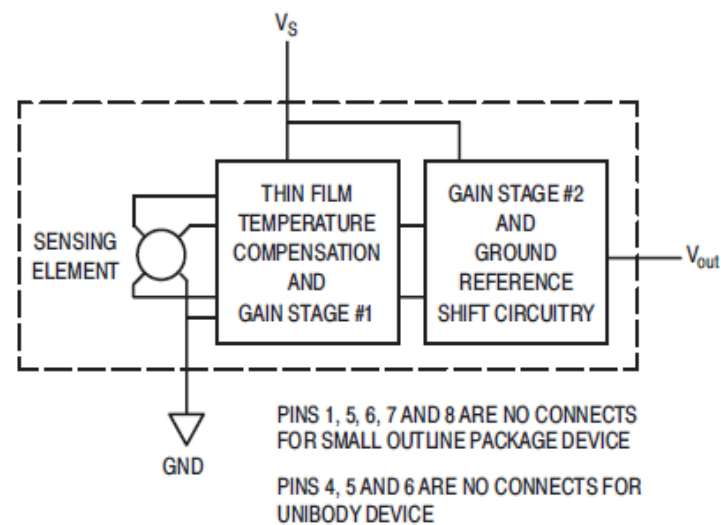 VS
SENSING
ELEMENT
THIN FILM
TEMPERATURE
COMPENSATION
AND
GAIN STAGE #1
GAIN STAGE #2
AND
GROUND
REFERENCE
SHIFT CIRCUITRY
Vout
GND
PINS 1, 5, 6, 7 AND 8 ARE NO CONNECTS
FOR SMALL OUTLINE PACKAGE DEVICE
PINS 4, 5 AND 6 ARE NO CONNECTS FOR
UNIBODY DEVICE